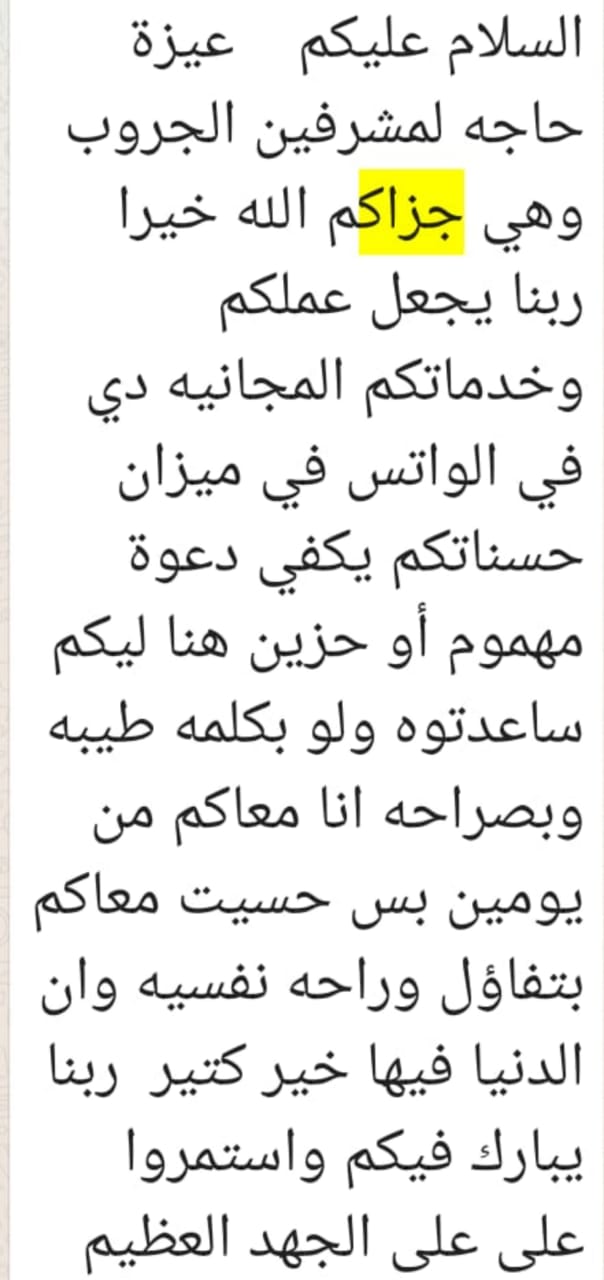 السلام عليكم عيزة
حاجه لمشرفين الجروب
وهي جزاكم الله خيرا
ربنا يجعل عملكم
وخدماتكم المجانيه دي
في الواتس في ميزان
حسناتكم يكفي دعوة
مهموم أو حزين هنا ليكم
ساعدتوه ولو بكلمه طيبه
وبصراحه انا معاكم من
يومين بس حسيت معاكم
بتفاؤل وراحه نفسيه وان
الدنيا فيها خير كتير ربنا
يبارك فيكم واستمروا
على على الجهد العظيم